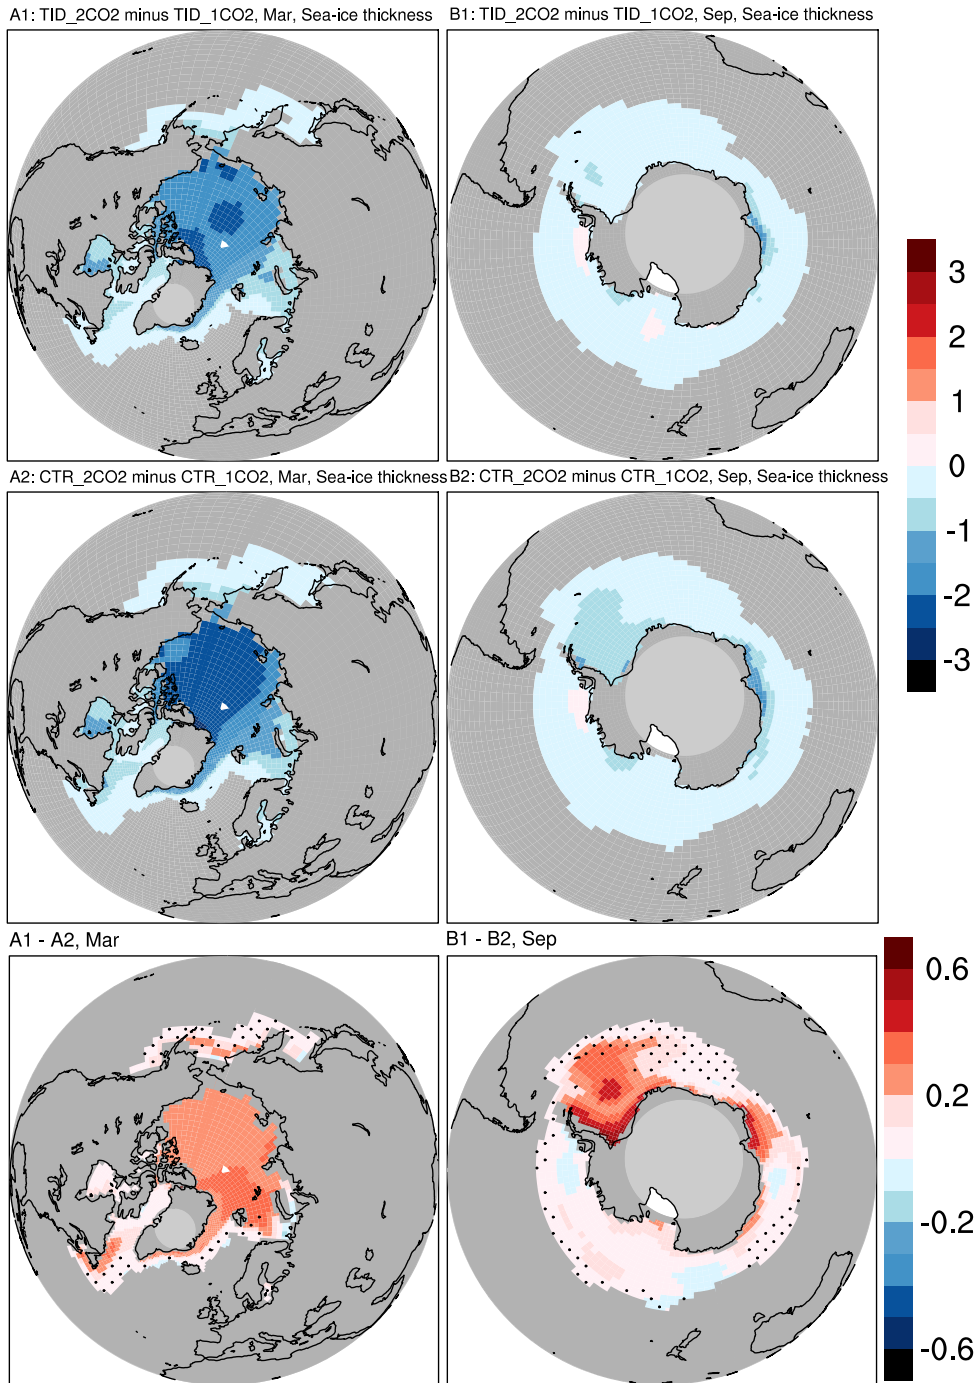 A1: TID_2CO2 minus TID_1CO2, Mar, Sea-ice thickness
B1: TID_2CO2 minus TID_1CO2, Sep, Sea-ice thickness
3
2
1
0
-1
-2
-3
A2: CTR_2CO2 minus CTR_1CO2, Mar, Sea-ice thickness
B2: CTR_2CO2 minus CTR_1CO2, Sep, Sea-ice thickness
A1 - A2, Mar
B1 - B2, Sep
0.6
0.2
-0.2
-0.6